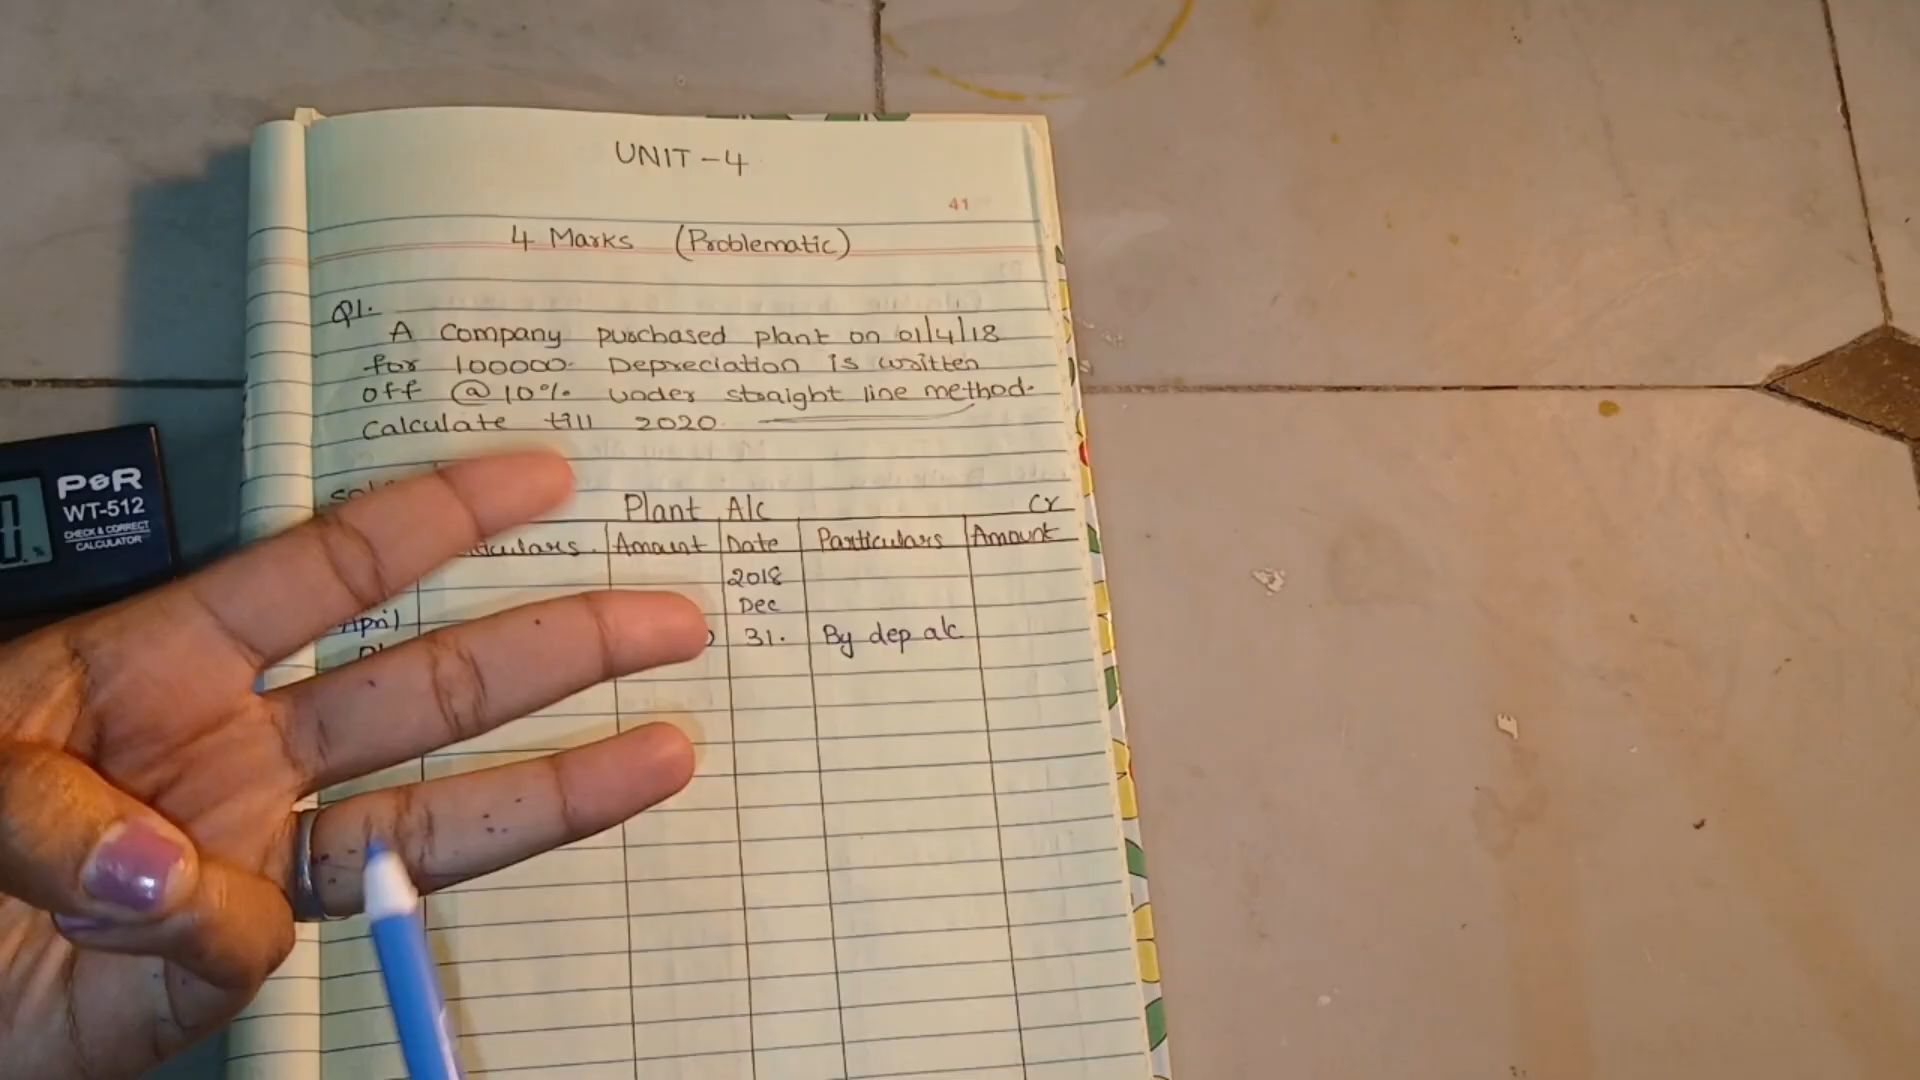 UNIT-4
41
4 Marks (Problematic)
Q1.
A company purchased plant on 01/4/18
for 100000. Depreciation is written
off @ 10% under straight line method.
Calculate till 2020.
Plant A/c Cr
Amount Date Particulars Amount
2018
Dec
April 31. By dep a/c
P&R
WT-512
CHECK & CORRECT
CALCULATOR